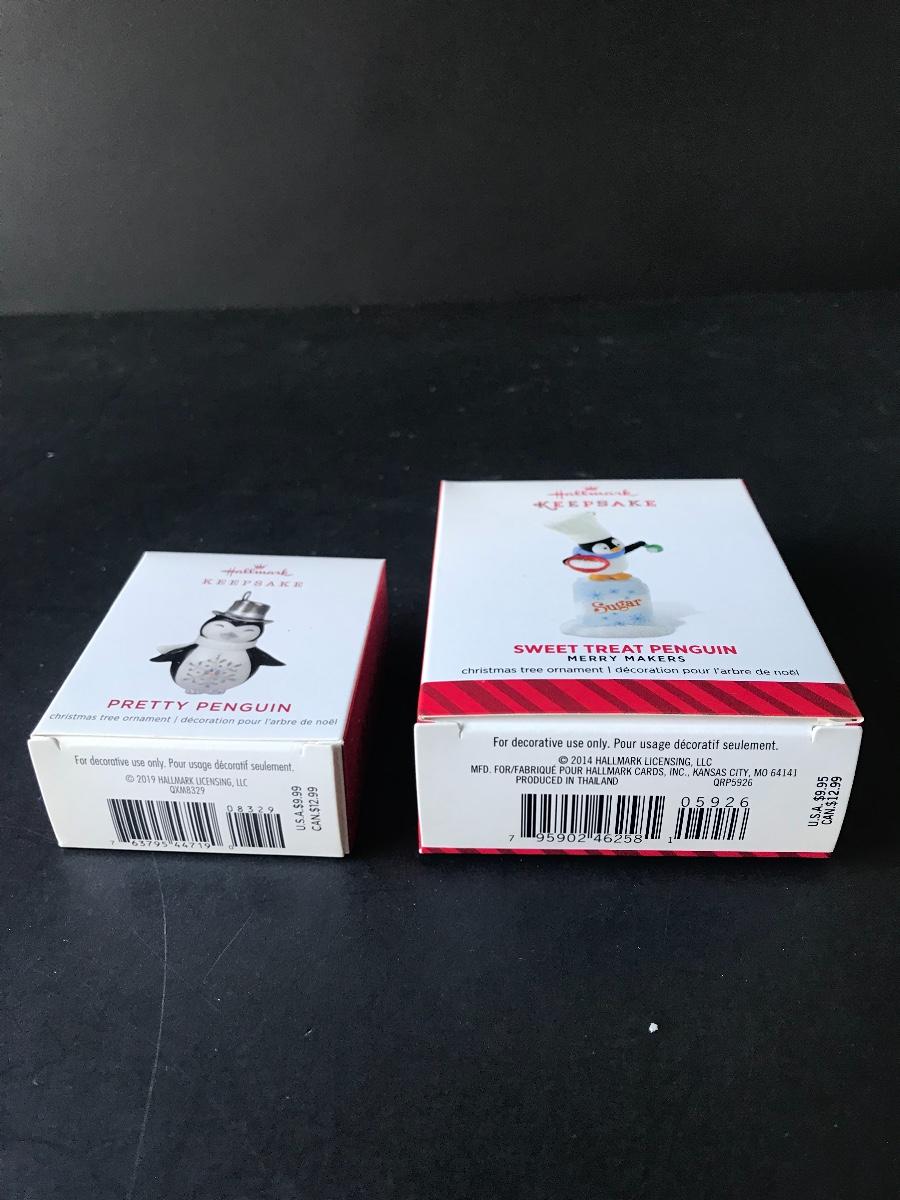 Hallmark
KEEPSAKE
PRETTY PENGUIN
christmas tree ornament | décoration pour l'arbre de noël
For decorative use only. Pour usage décoratif seulement.
© 2019 HALLMARK LICENSING, LLC
QXM8329
08329
7 63795 44719 0
U.S.A. $9.99
CAN. $12.99
Hallmark
KEEPSAKE
Sugar
SWEET TREAT PENGUIN
MERRY MAKERS
christmas tree ornament | décoration pour l'arbre de noël
For decorative use only. Pour usage décoratif seulement.
© 2014 HALLMARK LICENSING, LLC
MFD. FOR/FABRIQUÉ POUR HALLMARK CARDS, INC., KANSAS CITY, MO 64141
PRODUCED IN THAILAND QRP5926
05926
7 95902 46258 1
U.S.A. $9.95
CAN. $12.99